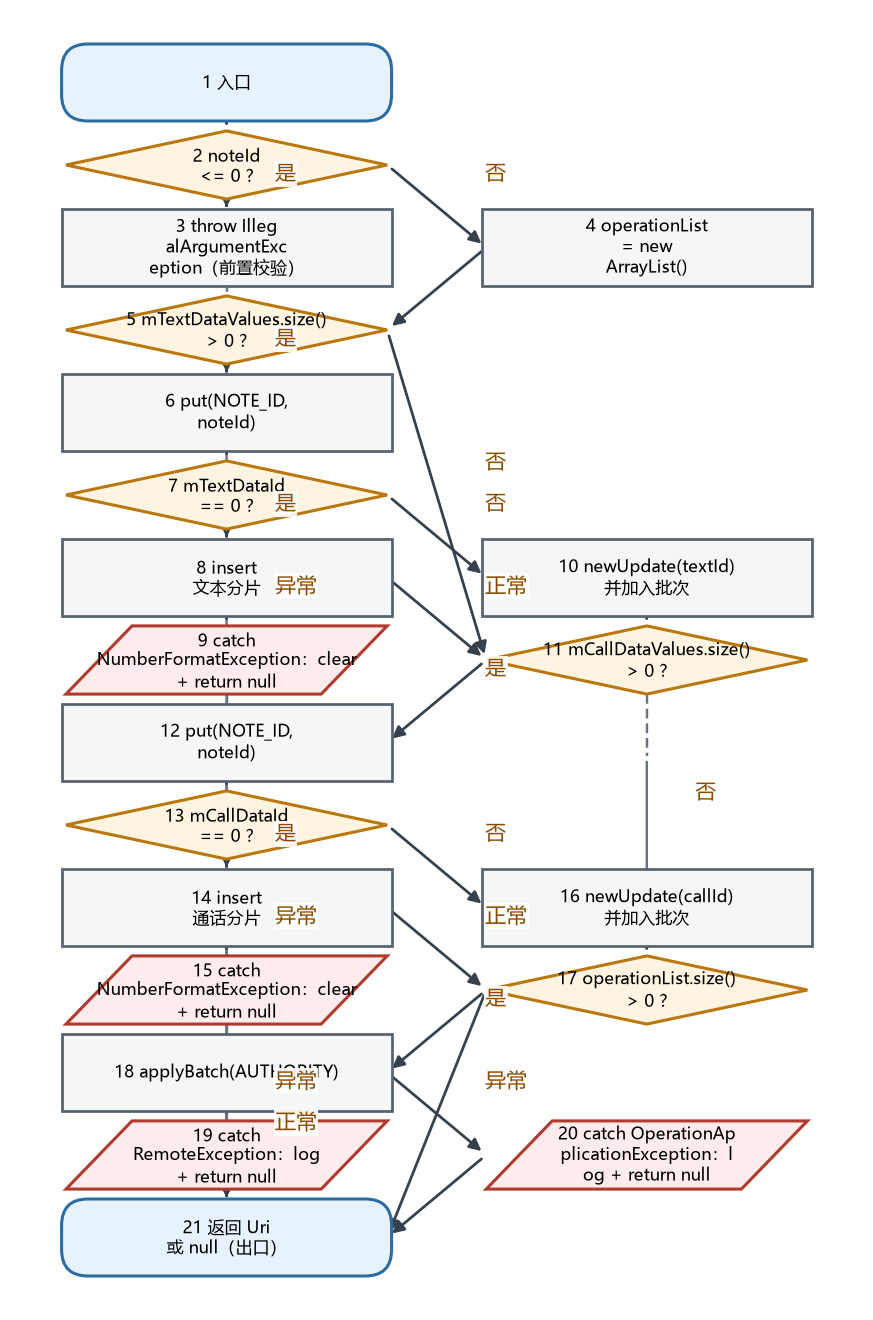 1 入口
2 noteId
<= 0 ?
是
否
3 throw Illeg
alArgumentExc
eption（前置校验）
4 operationList
= new
ArrayList()
5 mTextDataValues.size()
> 0 ?
是
6 put(NOTE_ID,
noteId)
否
7 mTextDataId
== 0 ?
是
否
8 insert
文本分片
异常
正常
10 newUpdate(textId)
并加入批次
9 catch
NumberFormatException：clear
+ return null
是
11 mCallDataValues.size()
> 0 ?
12 put(NOTE_ID,
noteId)
否
13 mCallDataId
== 0 ?
是
否
14 insert
通话分片
异常
正常
16 newUpdate(callId)
并加入批次
15 catch
NumberFormatException：clear
+ return null
是
17 operationList.size()
> 0 ?
18 applyBatch(AUTHORITY)
异常
异常
正常
19 catch
RemoteException：log
+ return null
20 catch OperationAp
plicationException：l
og + return null
21 返回 Uri
或 null（出口）